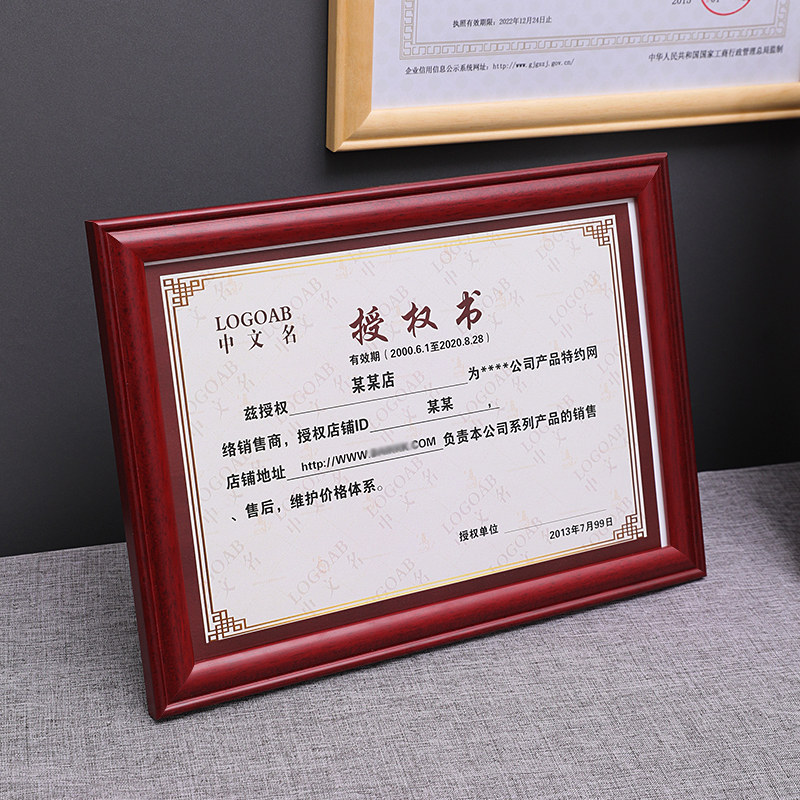 2013
执照有效期限：2022年12月24日止
企业信用信息公示系统网址：http://www.gjgszj.gov.cn/
中华人民共和国国家工商行政管理总局监制
LOGOAB
中文名
授权书
有效期（2000.6.1至2020.8.28）
兹授权 某某店 为****公司产品特约网
络销售商，授权店铺ID 某某 ，
店铺地址 http://WWW. .COM 负责本公司系列产品的销售
、售后，维护价格体系。
授权单位
2013年7月99日